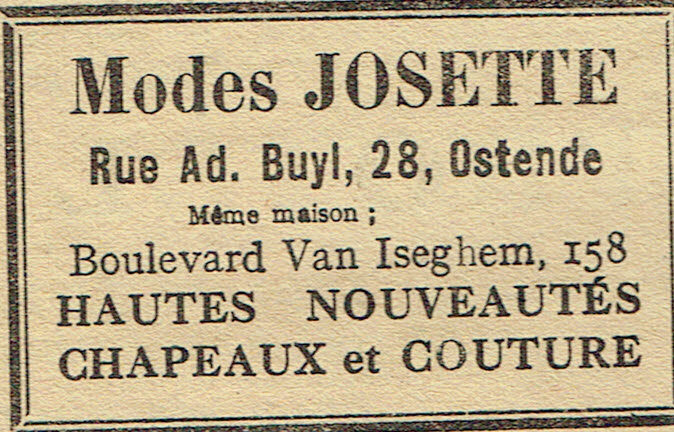 Modes JOSETTE
Rue Ad. Buyl, 28, Ostende
Même maison ;
Boulevard Van Iseghem, 158
HAUTES NOUVEAUTÉS
CHAPEAUX et COUTURE